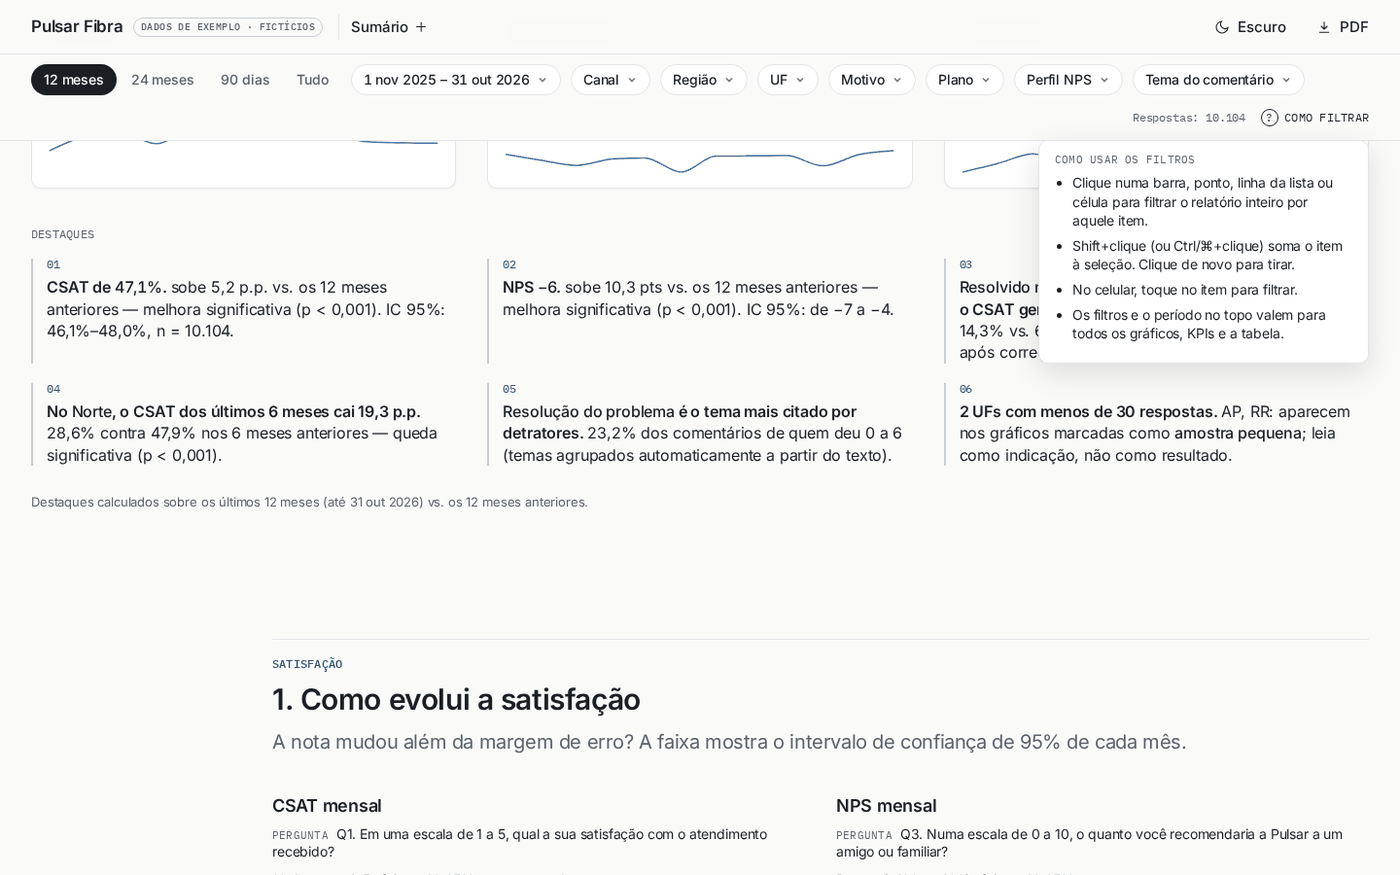 Pulsar Fibra
DADOS DE EXEMPLO · FICTÍCIOS
Sumário +
Escuro
PDF
12 meses
24 meses
90 dias
Tudo
1 nov 2025 – 31 out 2026
Canal
Região
UF
Motivo
Plano
Perfil NPS
Tema do comentário
Respostas: 10.104
? COMO FILTRAR
COMO USAR OS FILTROS
• Clique numa barra, ponto, linha da lista ou
célula para filtrar o relatório inteiro por
aquele item.
• Shift+clique (ou Ctrl/⌘+clique) soma o item
à seleção. Clique de novo para tirar.
• No celular, toque no item para filtrar.
• Os filtros e o período no topo valem para
todos os gráficos, KPIs e a tabela.
DESTAQUES
01
CSAT de 47,1%. sobe 5,2 p.p. vs. os 12 meses
anteriores — melhora significativa (p < 0,001). IC 95%:
46,1%–48,0%, n = 10.104.
02
NPS −6. sobe 10,3 pts vs. os 12 meses anteriores —
melhora significativa (p < 0,001). IC 95%: de −7 a −4.
03
Resolvido
o CSAT
14,3% vs.
após
04
No Norte, o CSAT dos últimos 6 meses cai 19,3 p.p.
28,6% contra 47,9% nos 6 meses anteriores — queda
significativa (p < 0,001).
05
Resolução do problema é o tema mais citado por
detratores. 23,2% dos comentários de quem deu 0 a 6
(temas agrupados automaticamente a partir do texto).
06
2 UFs com menos de 30 respostas. AP, RR: aparecem
nos gráficos marcadas como amostra pequena; leia
como indicação, não como resultado.
Destaques calculados sobre os últimos 12 meses (até 31 out 2026) vs. os 12 meses anteriores.
SATISFAÇÃO
1. Como evolui a satisfação
A nota mudou além da margem de erro? A faixa mostra o intervalo de confiança de 95% de cada mês.
CSAT mensal
PERGUNTA Q1. Em uma escala de 1 a 5, qual a sua satisfação com o atendimento
recebido?
NPS mensal
PERGUNTA Q3. Numa escala de 0 a 10, o quanto você recomendaria a Pulsar a um
amigo ou familiar?